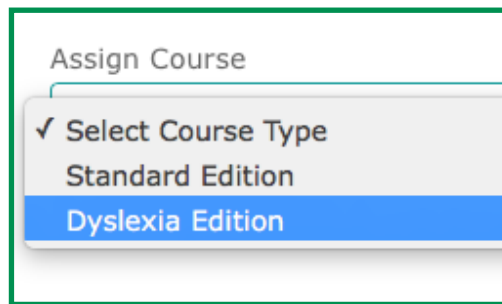 Assign Course
✓ Select Course Type
Standard Edition
Dyslexia Edition